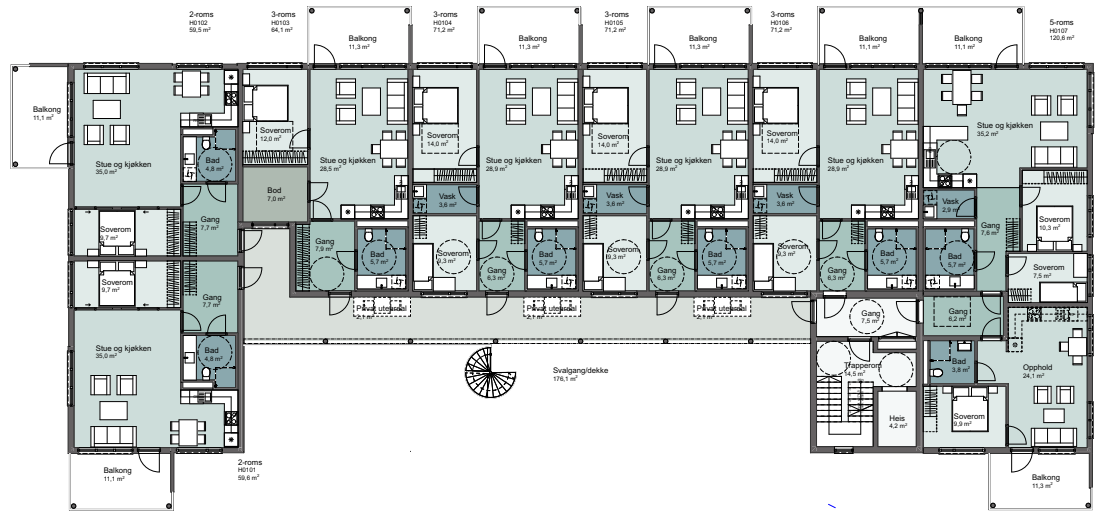 2-roms
H0102
59,5 m²
3-roms
H0103
64,1 m²
Balkong
11,3 m²
3-roms
H0104
71,2 m²
Balkong
11,3 m²
3-roms
H0105
71,2 m²
Balkong
11,3 m²
3-roms
H0106
71,2 m²
Balkong
11,1 m²
Balkong
11,1 m²
5-roms
H0107
120,6 m²
Balkong
11,1 m²
Stue og kjøkken
35,0 m²
Bad
4,8 m²
Soverom
12,0 m²
Stue og kjøkken
28,5 m²
Soverom
14,0 m²
Stue og kjøkken
28,9 m²
Soverom
14,0 m²
Stue og kjøkken
28,9 m²
Soverom
14,0 m²
Stue og kjøkken
28,9 m²
Stue og kjøkken
35,2 m²
Bod
7,0 m²
Vask
3,6 m²
Vask
3,6 m²
Vask
3,6 m²
Vask
2,9 m²
Soverom
9,7 m²
Gang
7,7 m²
Gang
7,9 m²
Bad
5,7 m²
Soverom
9,3 m²
Gang
6,3 m²
Bad
5,7 m²
Soverom
9,3 m²
Gang
6,3 m²
Bad
5,7 m²
Soverom
9,3 m²
Gang
6,3 m²
Bad
5,7 m²
Bad
5,7 m²
Gang
7,6 m²
Soverom
10,3 m²
Soverom
7,5 m²
Soverom
9,7 m²
Gang
7,7 m²
Privat uteareal
2,1 m²
Privat uteareal
2,1 m²
Privat uteareal
2,1 m²
Gang
7,5 m²
Gang
6,2 m²
Stue og kjøkken
35,0 m²
Bad
4,8 m²
Svalgang/dekke
176,1 m²
Trapperom
14,5 m²
Bad
3,8 m²
Opphold
24,1 m²
Heis
4,2 m²
Soverom
9,9 m²
Balkong
11,1 m²
2-roms
H0101
59,6 m²
Balkong
11,3 m²